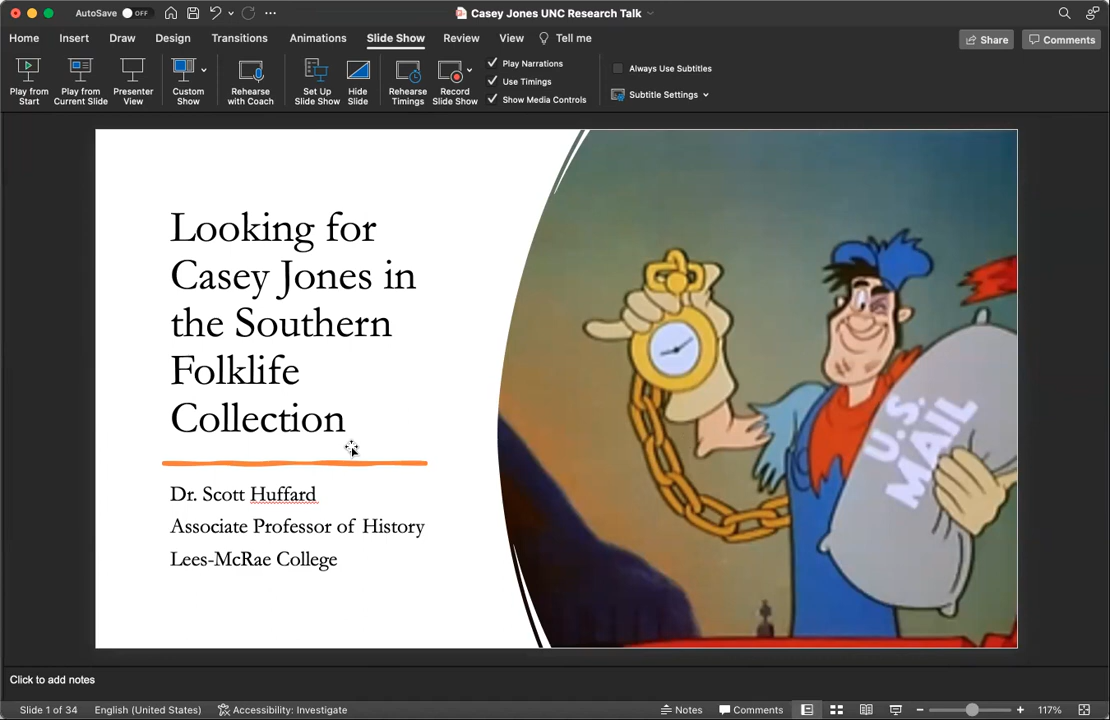 AutoSave OFF
Casey Jones UNC Research Talk
Home Insert Draw Design Transitions Animations Slide Show Review View Tell me
Share Comments
Play from Start
Play from Current Slide
Presenter View
Custom Show
Rehearse with Coach
Set Up Slide Show
Hide Slide
Rehearse Timings
Record Slide Show
Play Narrations
Use Timings
Show Media Controls
Always Use Subtitles
Subtitle Settings
Looking for
Casey Jones in
the Southern
Folklife
Collection
Dr. Scott Huffard
Associate Professor of History
Lees-McRae College
U.S.
MAIL
Click to add notes
Slide 1 of 34 English (United States) Accessibility: Investigate Notes Comments 117%